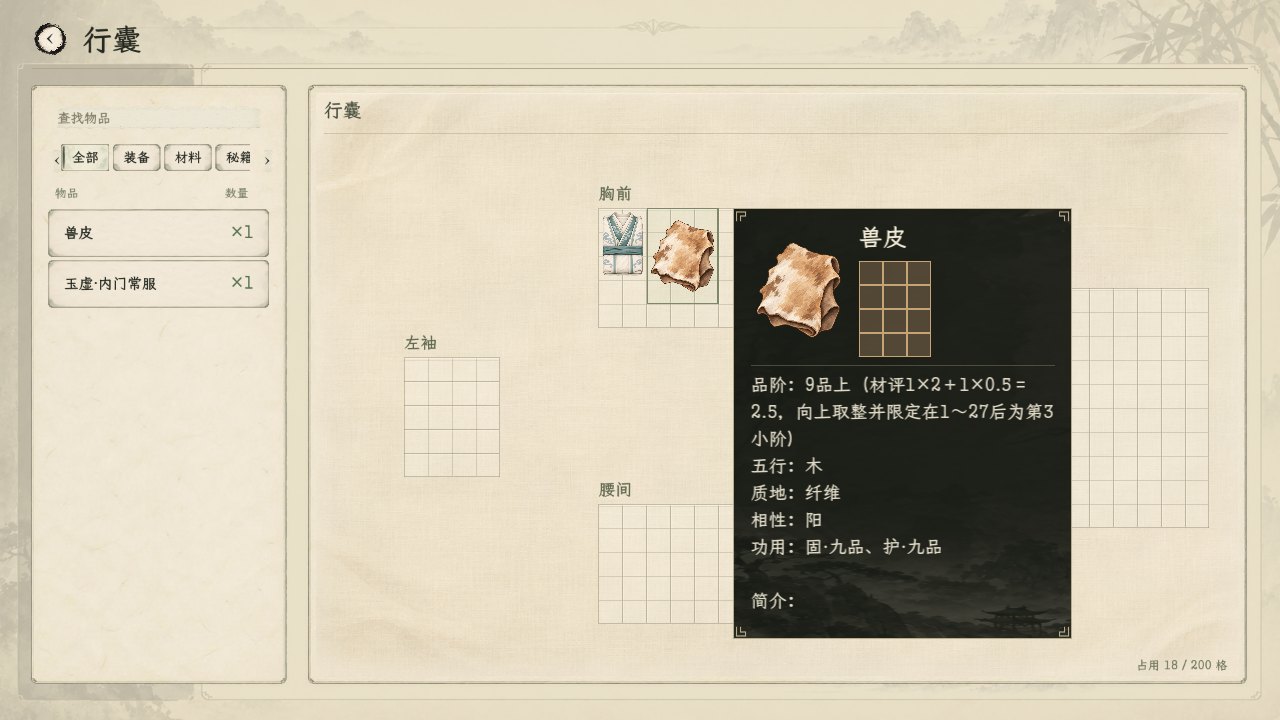 行囊
查找物品
全部 装备 材料 秘籍
物品 数量
兽皮 ×1
玉虚·内门常服 ×1
行囊
胸前
左袖
腰间
兽皮
品阶：9品上（材评1×2+1×0.5=
2.5，向上取整并限定在1～27后为第3
小阶）
五行：木
质地：纤维
相性：阳
功用：固·九品、护·九品
简介：
占用 18 / 200 格